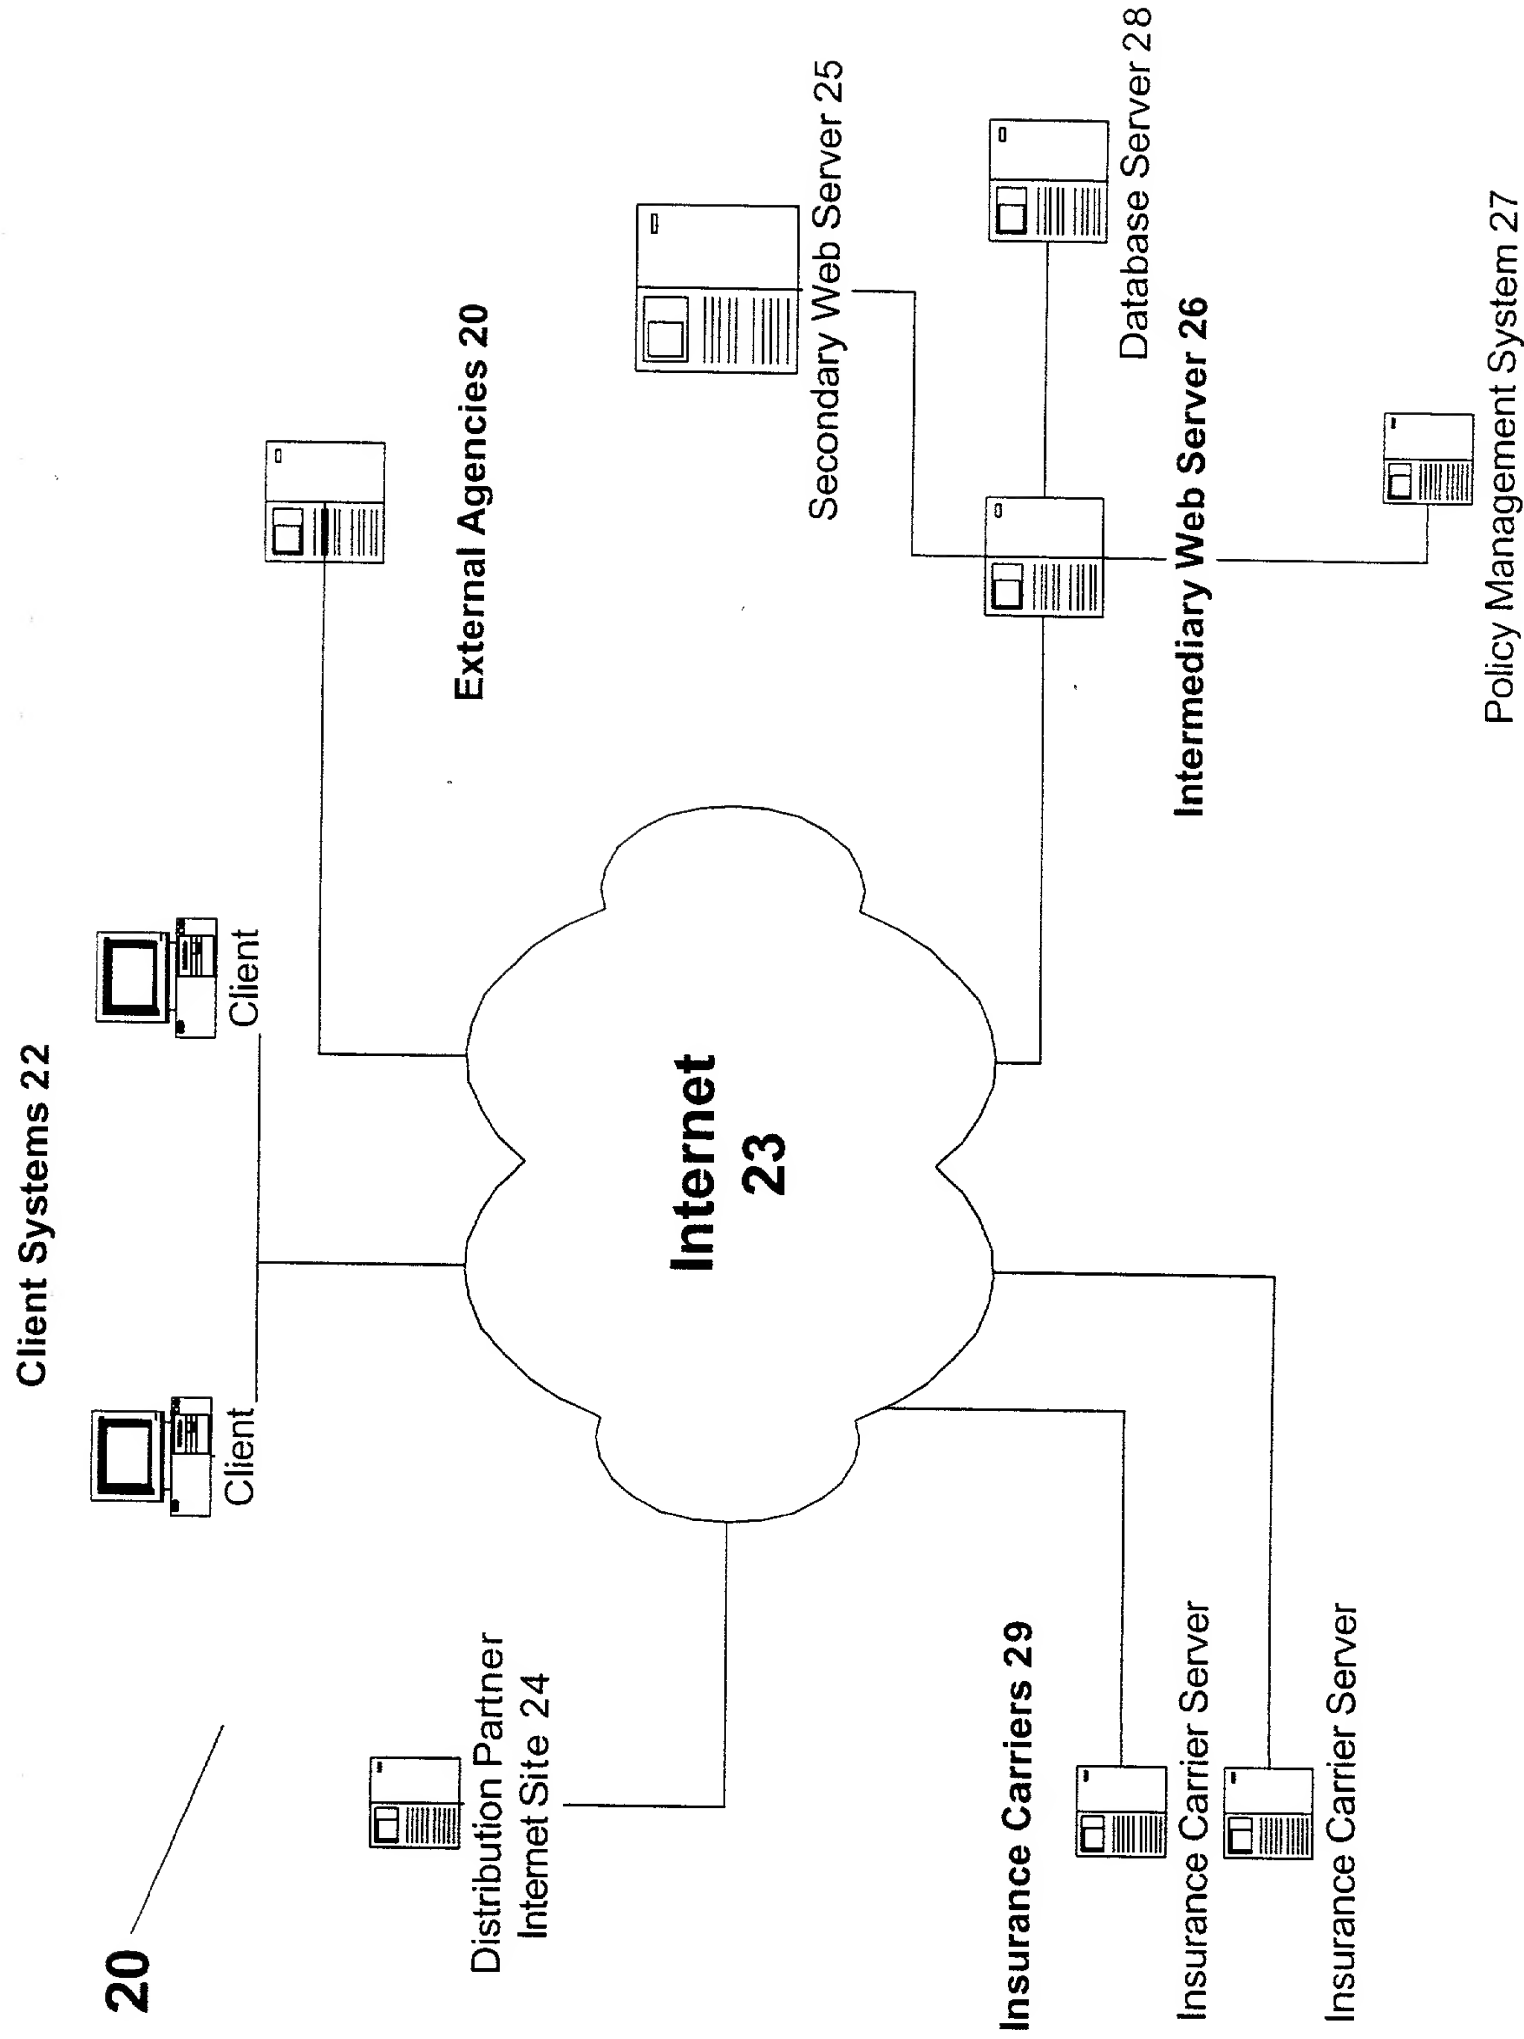 20
Client Systems 22
Client
Client
Distribution Partner
Internet Site 24
External Agencies 20
Internet
23
Secondary Web Server 25
Insurance Carriers 29
Database Server 28
Insurance Carrier Server
Intermediary Web Server 26
Insurance Carrier Server
Policy Management System 27